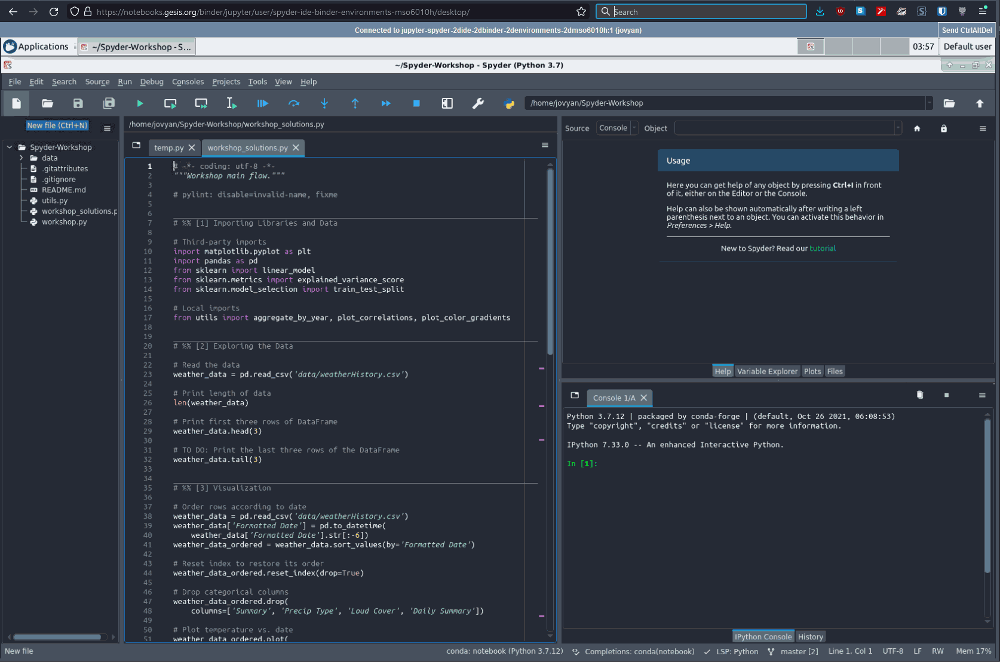 https://notebooks.gesis.org/binder/jupyter/user/spyder-ide-binder-environments-mso6010h/desktop/
Search
Connected to jupyter-spyder-2dide-2dbinder-2denvironments-2dmso6010h:1 (jovyan)
Send CtrlAltDel
Applications
~/Spyder-Workshop - S...
03:57
Default user
~/Spyder-Workshop - Spyder (Python 3.7)
File Edit Search Source Run Debug Consoles Projects Tools View Help
/home/jovyan/Spyder-Workshop
New file (Ctrl+N)
Spyder-Workshop
data
.gitattributes
.gitignore
README.md
utils.py
workshop_solutions.p
workshop.py
/home/jovyan/Spyder-Workshop/workshop_solutions.py
temp.py
workshop_solutions.py
1 # -*- coding: utf-8 -*-
2 """Workshop main flow."""
3
4 # pylint: disable=invalid-name, fixme
5
6
7 # %% [1] Importing Libraries and Data
8
9 # Third-party imports
10 import matplotlib.pyplot as plt
11 import pandas as pd
12 from sklearn import linear_model
13 from sklearn.metrics import explained_variance_score
14 from sklearn.model_selection import train_test_split
15
16 # Local imports
17 from utils import aggregate_by_year, plot_correlations, plot_color_gradients
18
19
20 # %% [2] Exploring the Data
21
22 # Read the data
23 weather_data = pd.read_csv('data/weatherHistory.csv')
24
25 # Print length of data
26 len(weather_data)
27
28 # Print first three rows of DataFrame
29 weather_data.head(3)
30
31 # TO DO: Print the last three rows of the DataFrame
32 weather_data.tail(3)
33
34
35 # %% [3] Visualization
36
37 # Order rows according to date
38 weather_data = pd.read_csv('data/weatherHistory.csv')
39 weather_data['Formatted Date'] = pd.to_datetime(
40 weather_data['Formatted Date'].str[:-6])
41 weather_data_ordered = weather_data.sort_values(by='Formatted Date')
42
43 # Reset index to restore its order
44 weather_data_ordered.reset_index(drop=True)
45
46 # Drop categorical columns
47 weather_data_ordered.drop(
48 columns=['Summary', 'Precip Type', 'Loud Cover', 'Daily Summary'])
49
50 # Plot temperature vs. date
51 weather_data_ordered.plot(
Source Console Object
Usage
Here you can get help of any object by pressing Ctrl+I in front
of it, either on the Editor or the Console.
Help can also be shown automatically after writing a left
parenthesis next to an object. You can activate this behavior in
Preferences > Help.
New to Spyder? Read our tutorial
Help Variable Explorer Plots Files
Console 1/A
Python 3.7.12 | packaged by conda-forge | (default, Oct 26 2021, 06:08:53)
Type "copyright", "credits" or "license" for more information.
IPython 7.33.0 -- An enhanced Interactive Python.
In [1]:
IPython Console History
New file
conda: notebook (Python 3.7.12) Completions: conda(notebook) LSP: Python master [2] Line 1, Col 1 UTF-8 LF RW Mem 17%